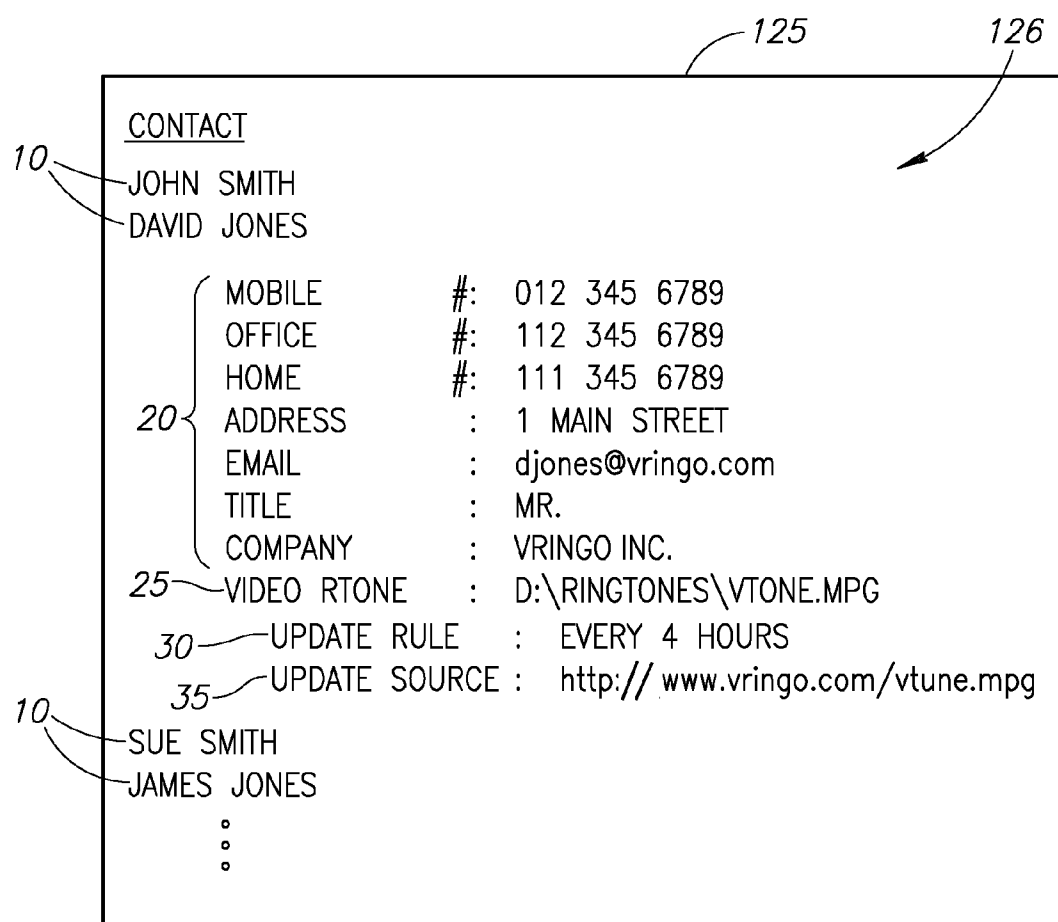 125 126
CONTACT
10 JOHN SMITH
DAVID JONES
MOBILE #: 012 345 6789
OFFICE #: 112 345 6789
HOME #: 111 345 6789
20 ADDRESS : 1 MAIN STREET
EMAIL : djones@vringo.com
TITLE : MR.
COMPANY : VRINGO INC.
25 VIDEO RTONE : D:\RINGTONES\VTONE.MPG
30 UPDATE RULE : EVERY 4 HOURS
35 UPDATE SOURCE : http://www.vringo.com/vtune.mpg
10 SUE SMITH
JAMES JONES